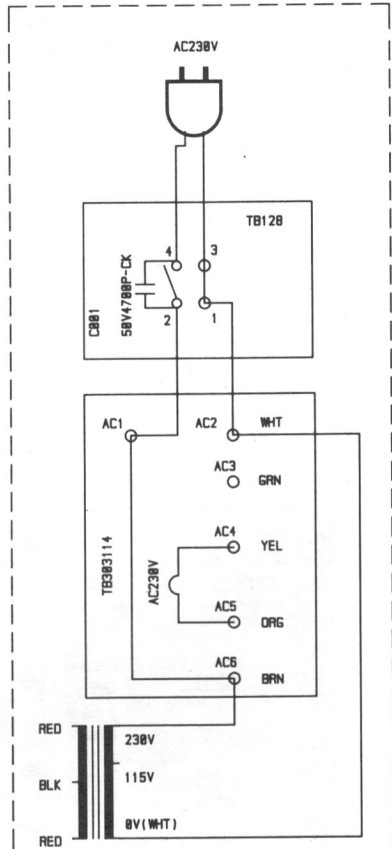 AC230V
TB128
4
3
C001
50V4700P-CK
2
1
AC1
AC2
WHT
AC3
GRN
TB303114
AC230V
AC4
YEL
AC5
ORG
AC6
BRN
RED
230V
115V
BLK
0V(WHT)
RED